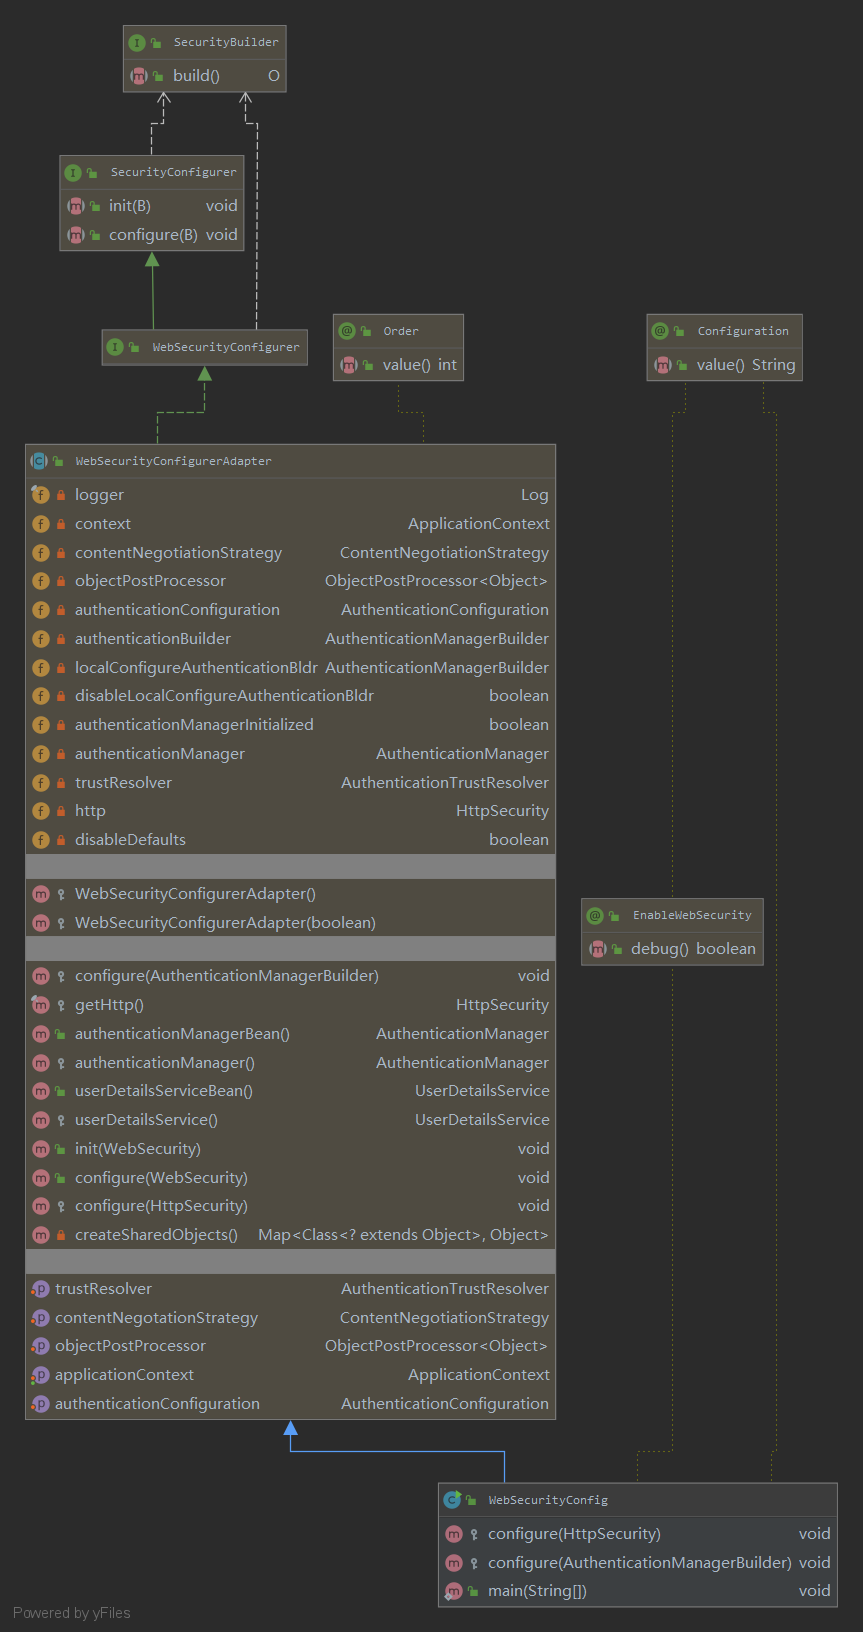 SecurityBuilder
build() O
SecurityConfigurer
init(B) void
configure(B) void
WebSecurityConfigurer
Order
value() int
Configuration
value() String
WebSecurityConfigurerAdapter
logger Log
context ApplicationContext
contentNegotiationStrategy ContentNegotiationStrategy
objectPostProcessor ObjectPostProcessor<Object>
authenticationConfiguration AuthenticationConfiguration
authenticationBuilder AuthenticationManagerBuilder
localConfigureAuthenticationBldr AuthenticationManagerBuilder
disableLocalConfigureAuthenticationBldr boolean
authenticationManagerInitialized boolean
authenticationManager AuthenticationManager
trustResolver AuthenticationTrustResolver
http HttpSecurity
disableDefaults boolean
WebSecurityConfigurerAdapter()
WebSecurityConfigurerAdapter(boolean)
configure(AuthenticationManagerBuilder) void
getHttp() HttpSecurity
authenticationManagerBean() AuthenticationManager
authenticationManager() AuthenticationManager
userDetailsServiceBean() UserDetailsService
userDetailsService() UserDetailsService
init(WebSecurity) void
configure(WebSecurity) void
configure(HttpSecurity) void
createSharedObjects() Map<Class<? extends Object>, Object>
trustResolver AuthenticationTrustResolver
contentNegotationStrategy ContentNegotiationStrategy
objectPostProcessor ObjectPostProcessor<Object>
applicationContext ApplicationContext
authenticationConfiguration AuthenticationConfiguration
EnableWebSecurity
debug() boolean
WebSecurityConfig
configure(HttpSecurity) void
configure(AuthenticationManagerBuilder) void
main(String[]) void
Powered by yFiles